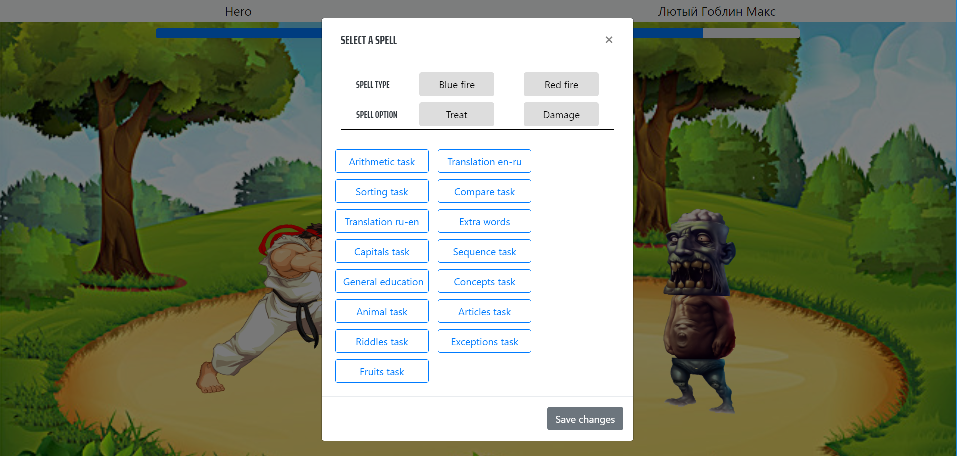 Hero
Лютый Гоблин Макс
SELECT A SPELL
×
SPELL TYPE Blue fire Red fire
SPELL OPTION Treat Damage
Arithmetic task Translation en-ru
Sorting task Compare task
Translation ru-en Extra words
Capitals task Sequence task
General education Concepts task
Animal task Articles task
Riddles task Exceptions task
Fruits task
Save changes